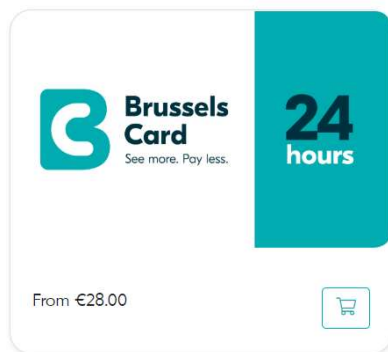 Brussels
Card
See more. Pay less.
24
hours
From €28.00